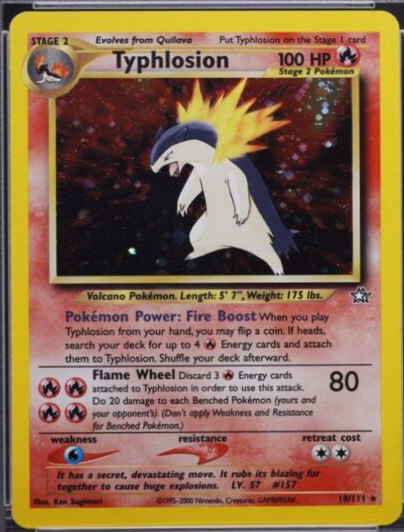 STAGE 2 Evolves from Quilava Put Typhlosion on the Stage 1 card
Typhlosion 100 HP
Stage 2 Pokémon
Volcano Pokémon. Length: 5' 7", Weight: 175 lbs.
Pokémon Power: Fire Boost When you play
Typhlosion from your hand, you may flip a coin. If heads,
search your deck for up to 4 Energy cards and attach
them to Typhlosion. Shuffle your deck afterward.
Flame Wheel Discard 3 Energy cards
attached to Typhlosion in order to use this attack.
Do 20 damage to each Benched Pokémon (yours and
your opponent's). (Don't apply Weakness and Resistance
for Benched Pokémon.)
80
weakness resistance retreat cost
It has a secret, devastating move. It rubs its blazing fur
together to cause huge explosions. LV. 57 #157
Illus. Ken Sugimori ©1995-2000 Nintendo, Creatures, GAMEFREAK. 18/111